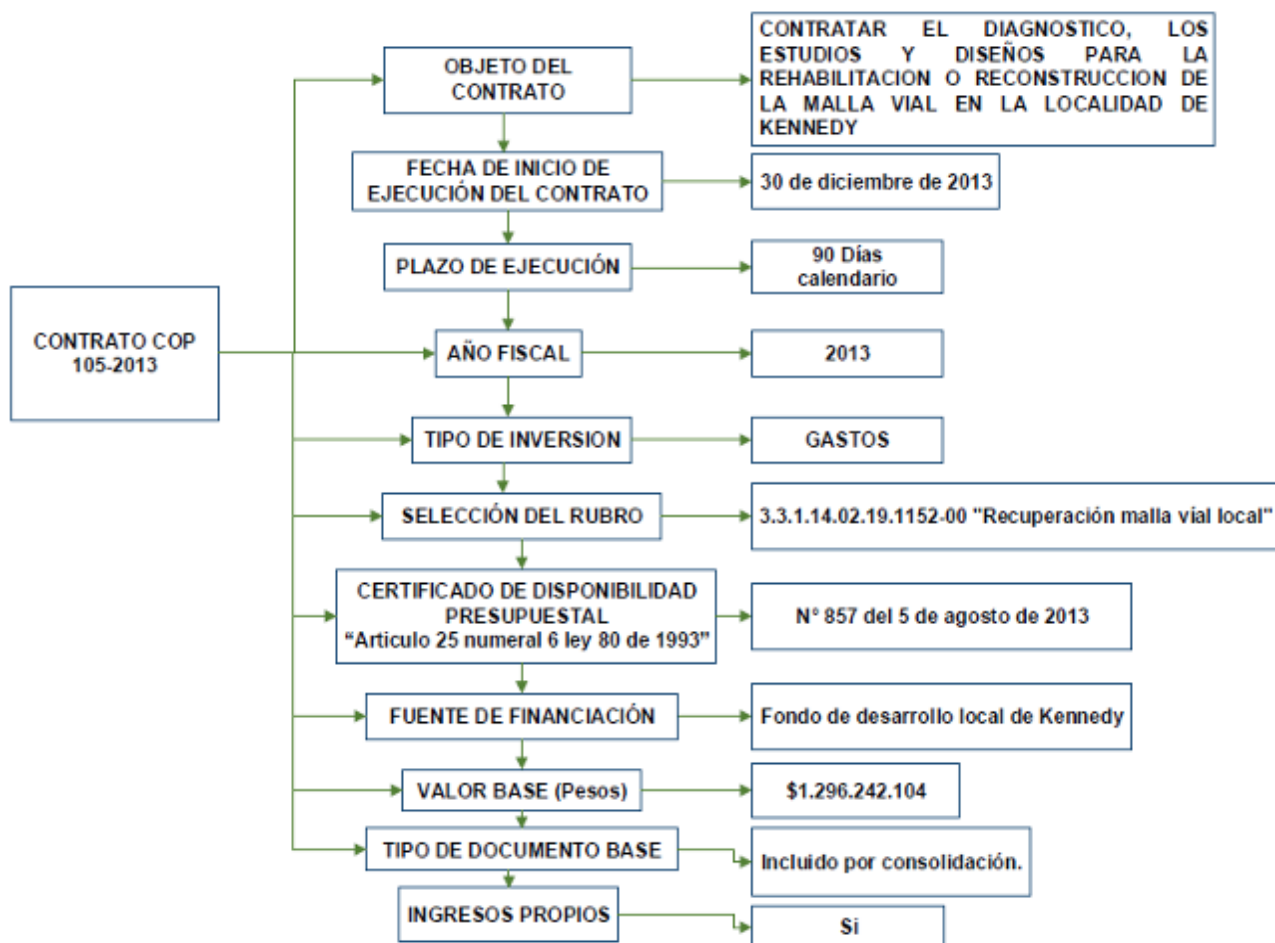 CONTRATO COP
105-2013
OBJETO DEL
CONTRATO
CONTRATAR EL DIAGNOSTICO, LOS
ESTUDIOS Y DISEÑOS PARA LA
REHABILITACION O RECONSTRUCCION DE
LA MALLA VIAL EN LA LOCALIDAD DE
KENNEDY
FECHA DE INICIO DE
EJECUCIÓN DEL CONTRATO
30 de diciembre de 2013
PLAZO DE EJECUCIÓN
90 Días
calendario
AÑO FISCAL
2013
TIPO DE INVERSION
GASTOS
SELECCIÓN DEL RUBRO
3.3.1.14.02.19.1152-00 "Recuperación malla vial local"
CERTIFICADO DE DISPONIBILIDAD
PRESUPUESTAL
“Articulo 25 numeral 6 ley 80 de 1993”
N° 857 del 5 de agosto de 2013
FUENTE DE FINANCIACIÓN
Fondo de desarrollo local de Kennedy
VALOR BASE (Pesos)
$1.296.242.104
TIPO DE DOCUMENTO BASE
Incluido por consolidación.
INGRESOS PROPIOS
Si